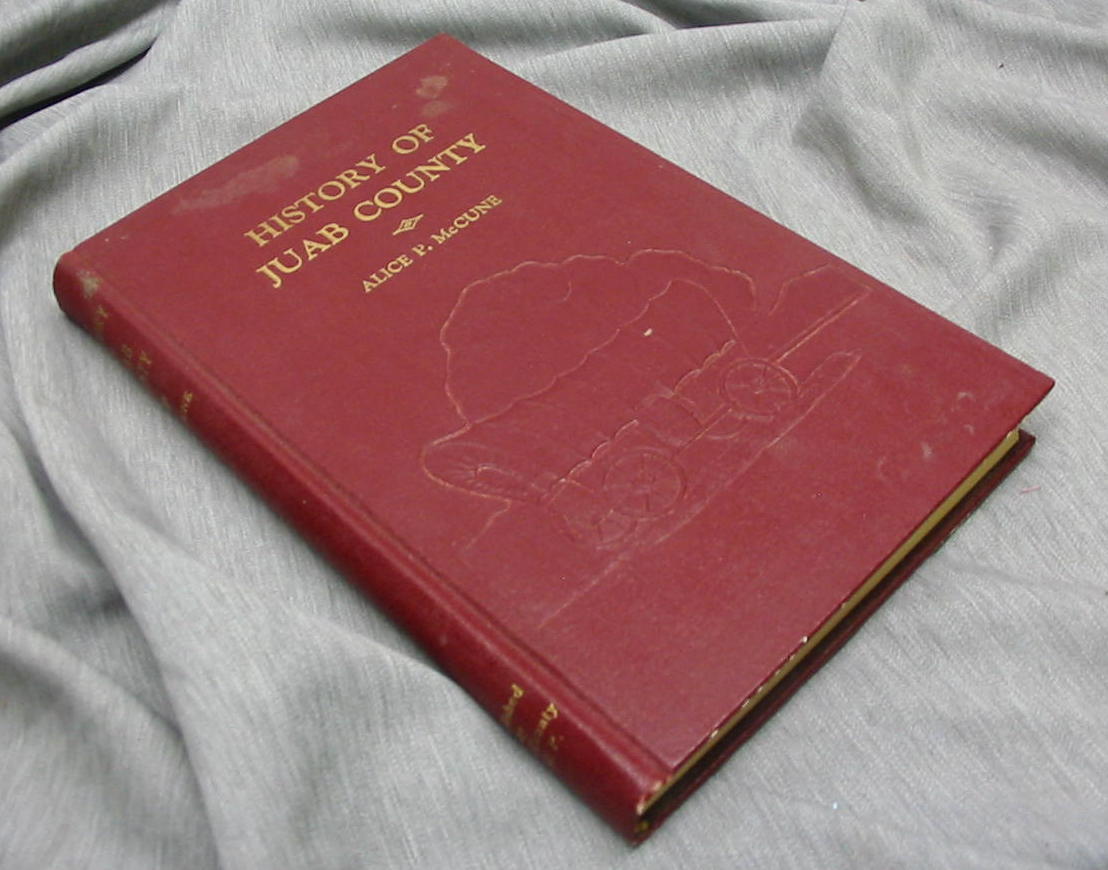 HISTORY OF
JUAB COUNTY
ALICE P. McCUNE